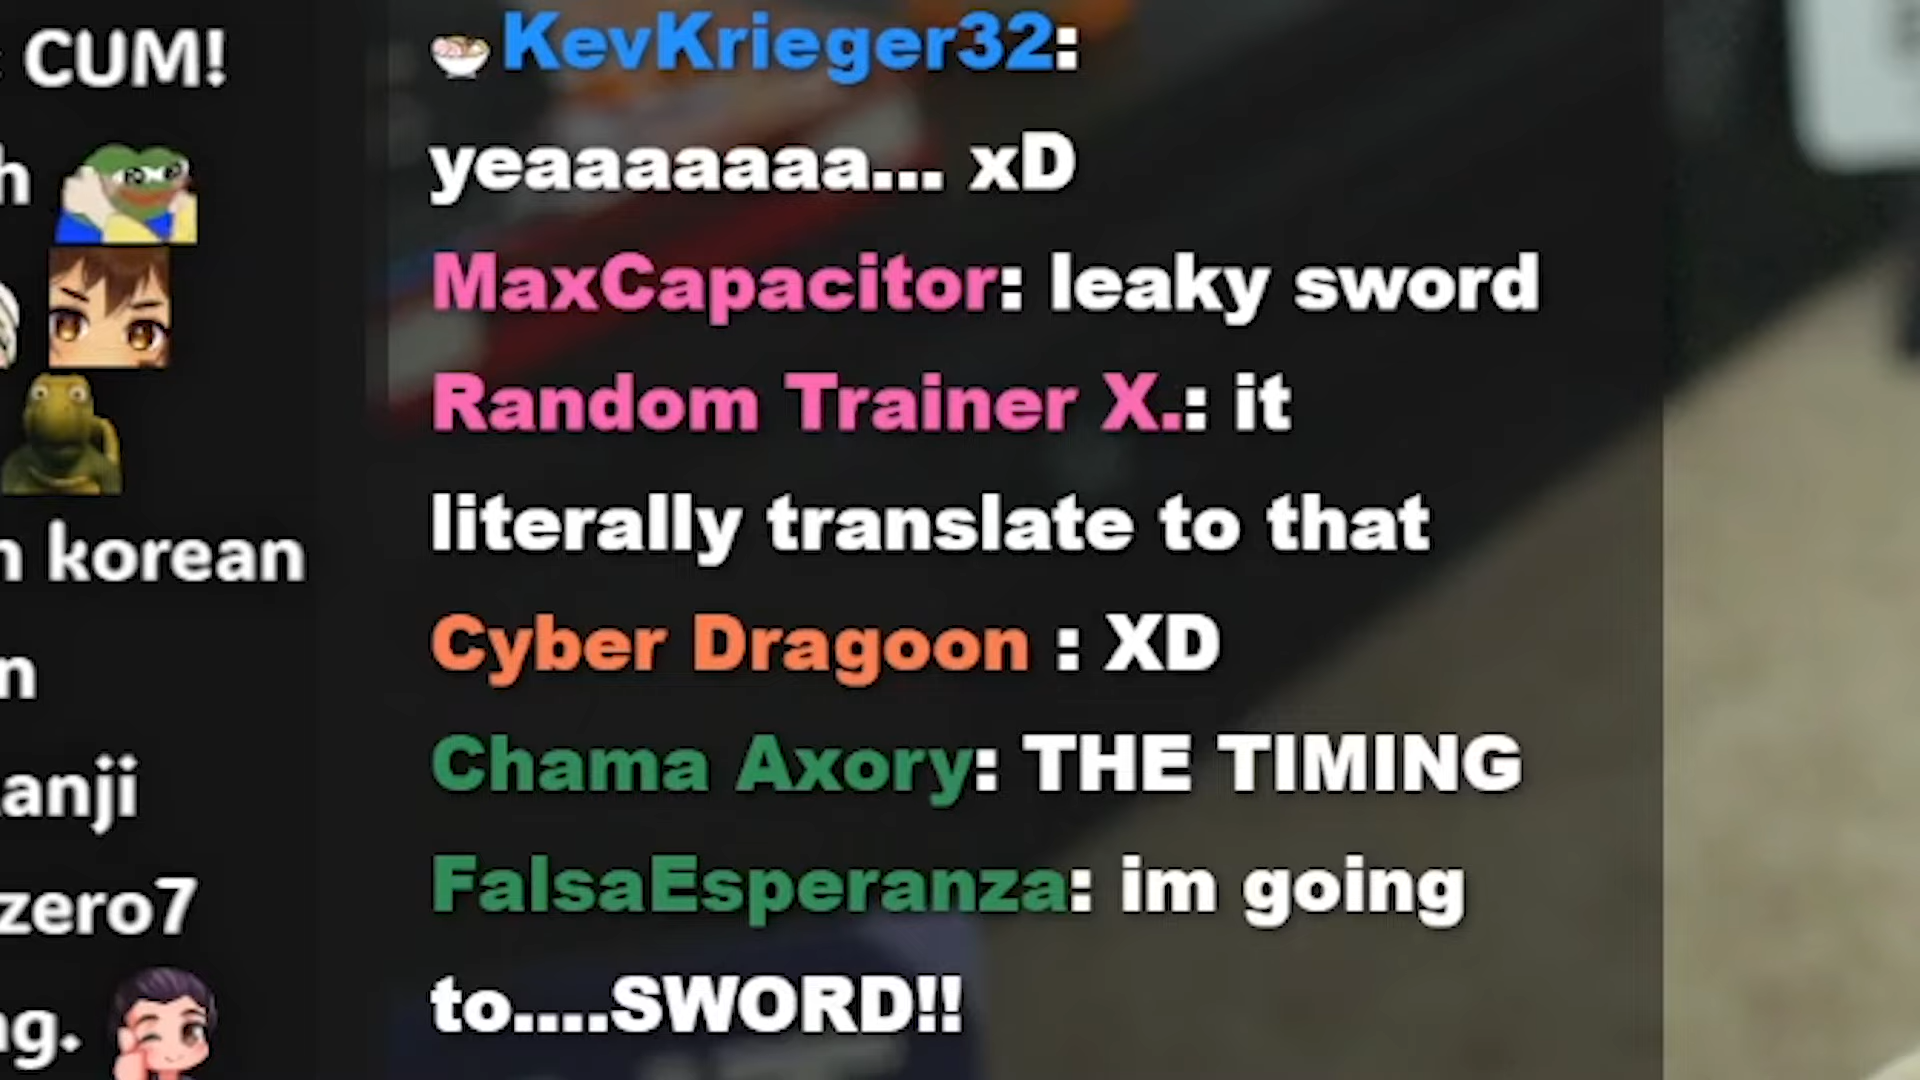 CUM!
korean
zero7
KevKrieger32:
yeaaaaaaa... xD
MaxCapacitor: leaky sword
Random Trainer X.: it
literally translate to that
Cyber Dragoon : XD
Chama Axory: THE TIMING
FalsaEsperanza: im going
to....SWORD!!